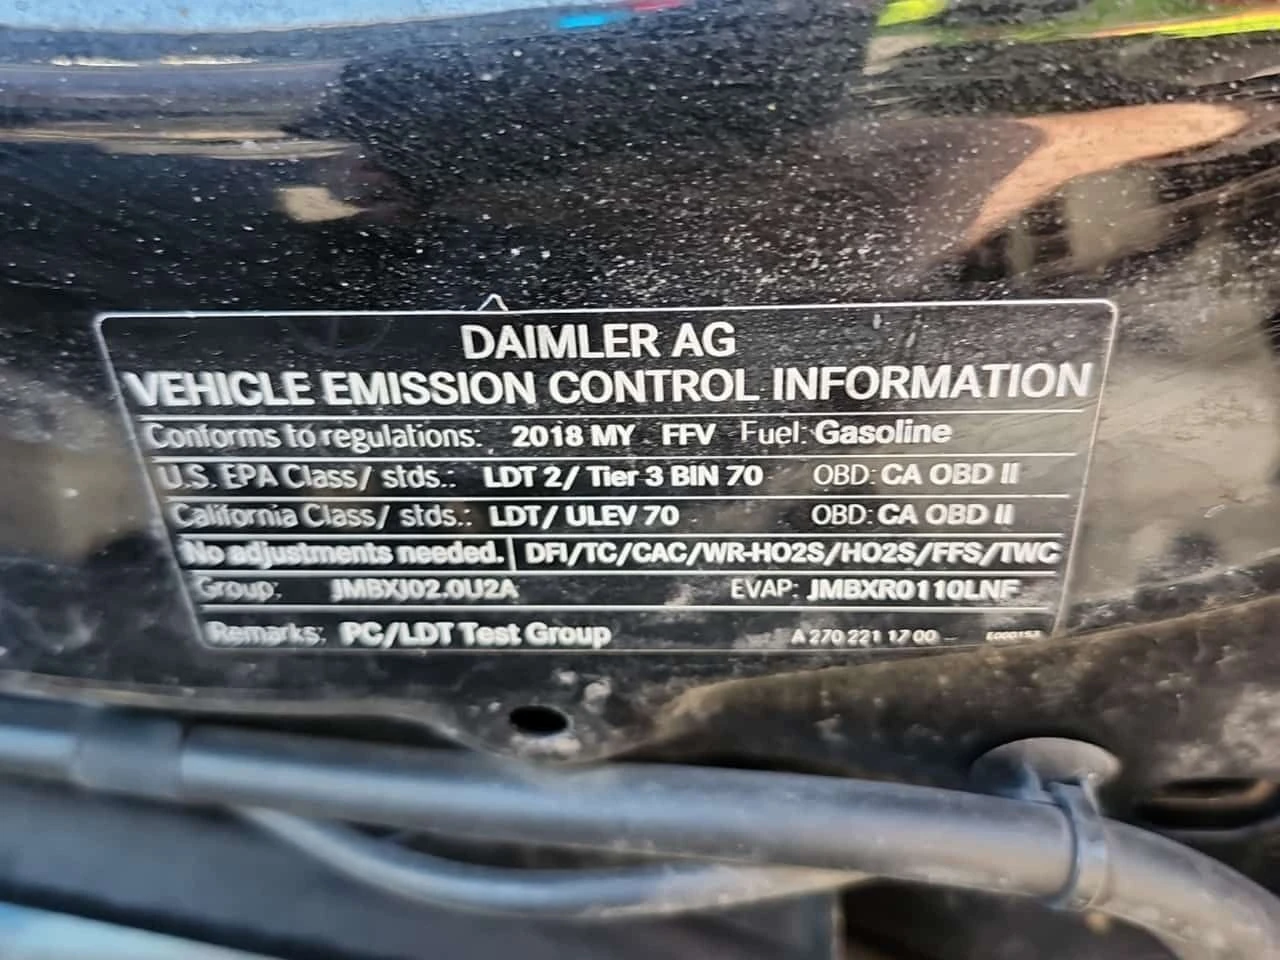 DAIMLER AG
VEHICLE EMISSION CONTROL INFORMATION
Conforms to regulations: 2018 MY FFV Fuel: Gasoline
U.S. EPA Class/ stds.: LDT 2/ Tier 3 BIN 70 OBD: CA OBD II
California Class/ stds.: LDT/ ULEV 70 OBD: CA OBD II
No adjustments needed. DFI/TC/CAC/WR-HO2S/HO2S/FFS/TWC
Group: JMBXJ02.0U2A EVAP: JMBXR0110LNF
Remarks: PC/LDT Test Group A 270 221 17 00